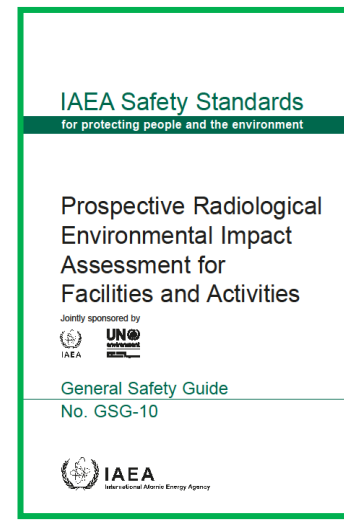 IAEA Safety Standards
for protecting people and the environment
Prospective Radiological
Environmental Impact
Assessment for
Facilities and Activities
Jointly sponsored by
IAEA
UN
environment
General Safety Guide
No. GSG-10
IAEA
International Atomic Energy Agency